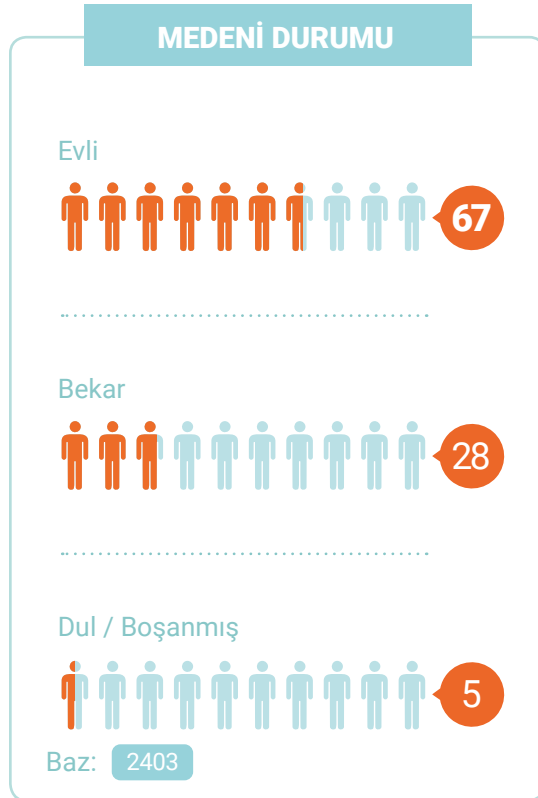 MEDENİ DURUMU
Evli
67
Bekar
28
Dul / Boşanmış
5
Baz: 2403